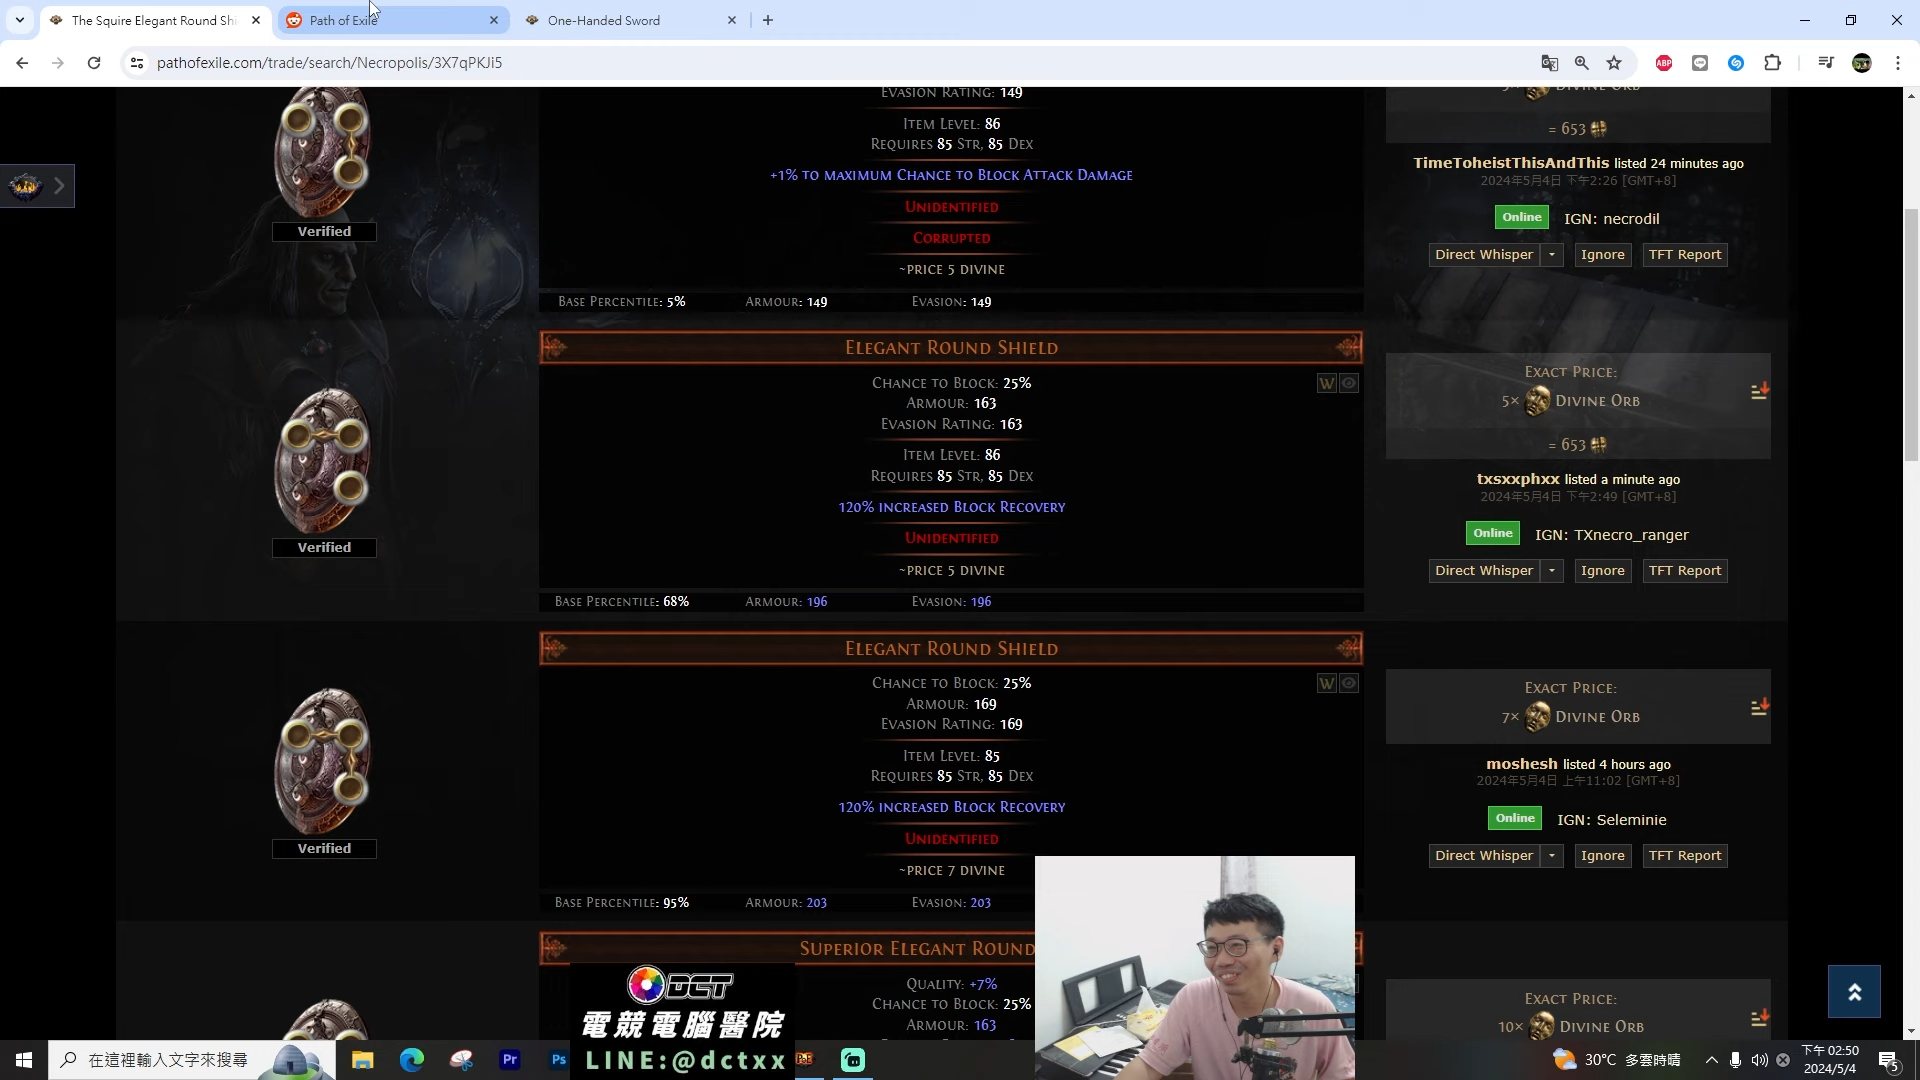 The Squire Elegant Round Shi
Path of Exile
One-Handed Sword
pathofexile.com/trade/search/Necropolis/3X7qPKJi5
ABP
Evasion Rating: 149
Item Level: 86
Requires 85 Str, 85 Dex
+1% to maximum Chance to Block Attack Damage
Unidentified
Corrupted
~price 5 divine
Base Percentile: 5% Armour: 149 Evasion: 149
Verified
Divine Orb
= 653
TimeToheistThisAndThis listed 24 minutes ago
2024年5月4日 下午2:26 [GMT+8]
Online IGN: necrodil
Direct Whisper Ignore TFT Report
Elegant Round Shield
Chance to Block: 25%
Armour: 163
Evasion Rating: 163
Item Level: 86
Requires 85 Str, 85 Dex
120% increased Block Recovery
Unidentified
~price 5 divine
Base Percentile: 68% Armour: 196 Evasion: 196
W
Verified
Exact Price:
5× Divine Orb
= 653
txsxxphxx listed a minute ago
2024年5月4日 下午2:49 [GMT+8]
Online IGN: TXnecro_ranger
Direct Whisper Ignore TFT Report
Elegant Round Shield
Chance to Block: 25%
Armour: 169
Evasion Rating: 169
Item Level: 85
Requires 85 Str, 85 Dex
120% increased Block Recovery
Unidentified
~price 7 divine
Base Percentile: 95% Armour: 203 Evasion: 203
W
Verified
Exact Price:
7× Divine Orb
moshesh listed 4 hours ago
2024年5月4日 上午11:02 [GMT+8]
Online IGN: Seleminie
Direct Whisper Ignore TFT Report
Superior Elegant Round
Quality: +7%
Chance to Block: 25%
Armour: 163
Exact Price:
10× Divine Orb
DCT
電競電腦醫院
LINE:@dctxx
在這裡輸入文字來搜尋
Pr
Ps
30°C 多雲時晴
下午 02:50
2024/5/4
5